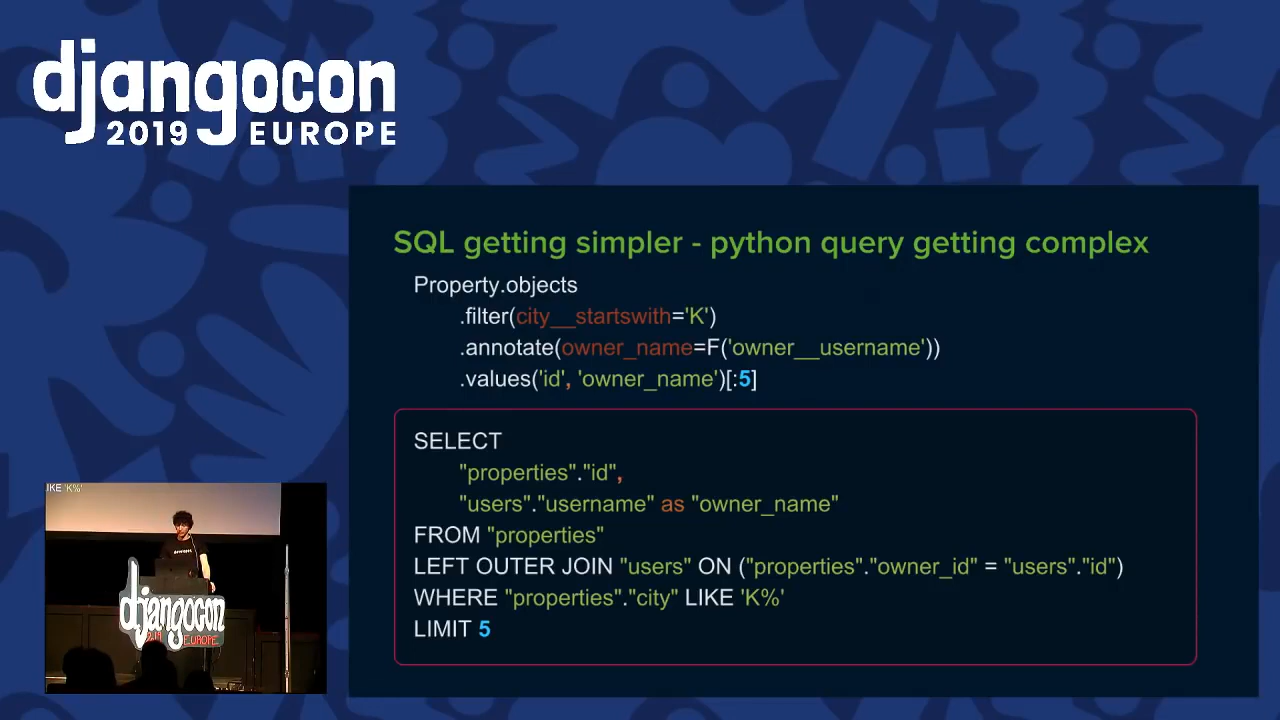 djangocon
2019 EUROPE
SQL getting simpler - python query getting complex
Property.objects
.filter(city__startswith='K')
.annotate(owner_name=F('owner__username'))
.values('id', 'owner_name')[:5]
SELECT
"properties"."id",
"users"."username" as "owner_name"
FROM "properties"
LEFT OUTER JOIN "users" ON ("properties"."owner_id" = "users"."id")
WHERE "properties"."city" LIKE 'K%'
LIMIT 5
IKE 'K%'
djangocon
2019 EUROPE